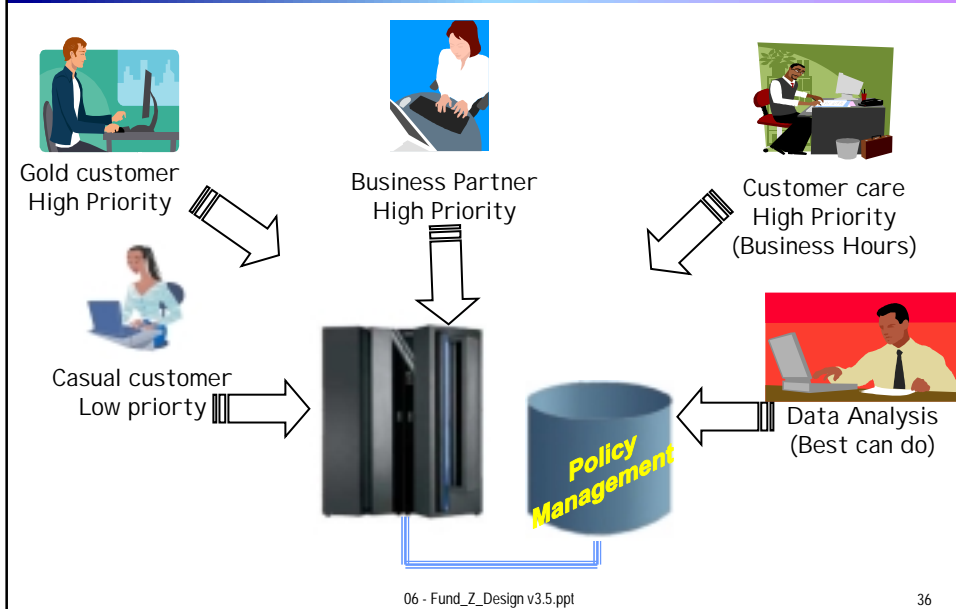 Gold customer
High Priority
Business Partner
High Priority
Customer care
High Priority
(Business Hours)
Casual customer
Low priorty
Data Analysis
(Best can do)
Policy
Management
06 - Fund_Z_Design v3.5.ppt
36